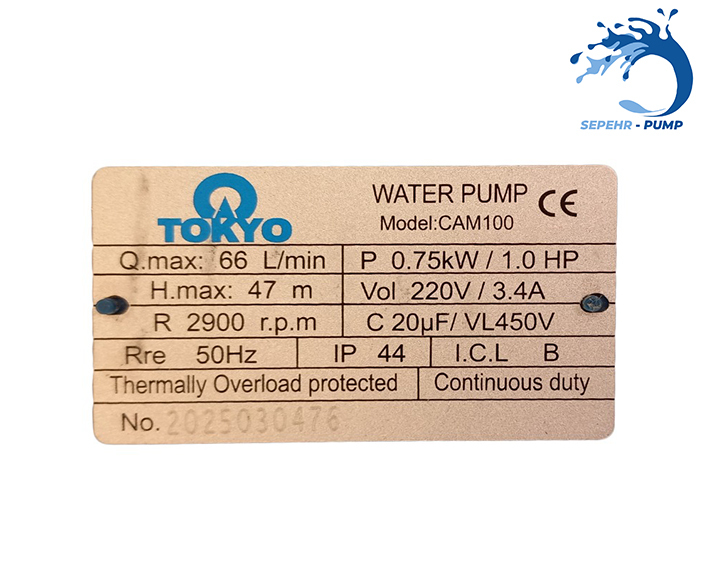 SEPEHR - PUMP
TOKYO
WATER PUMP CE
Model:CAM100
Q.max: 66 L/min P 0.75kW / 1.0 HP
H.max: 47 m Vol 220V / 3.4A
R 2900 r.p.m C 20µF/ VL450V
Rre 50Hz IP 44 I.C.L B
Thermally Overload protected Continuous duty
No. 2025030476